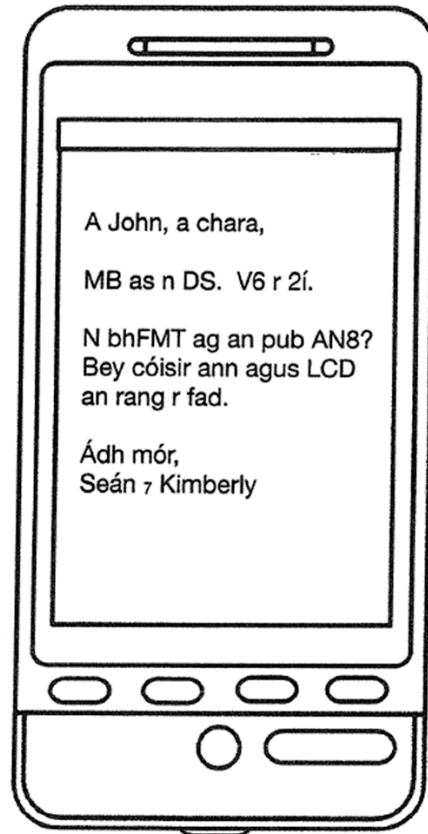 A John, a chara,
MB as n DS. V6 r 2í.
N bhFMT ag an pub AN8?
Bey cóisir ann agus LCD
an rang r fad.
Ádh mór,
Seán ⁊ Kimberly